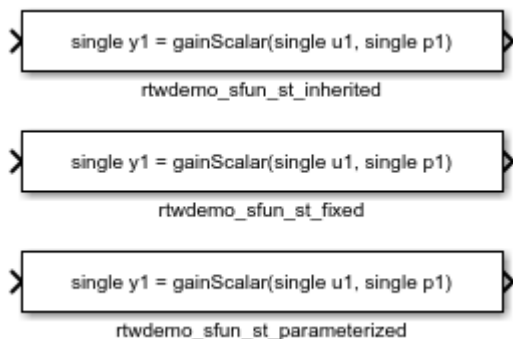 single y1 = gainScalar(single u1, single p1)
rtwdemo_sfun_st_inherited
single y1 = gainScalar(single u1, single p1)
rtwdemo_sfun_st_fixed
single y1 = gainScalar(single u1, single p1)
rtwdemo_sfun_st_parameterized